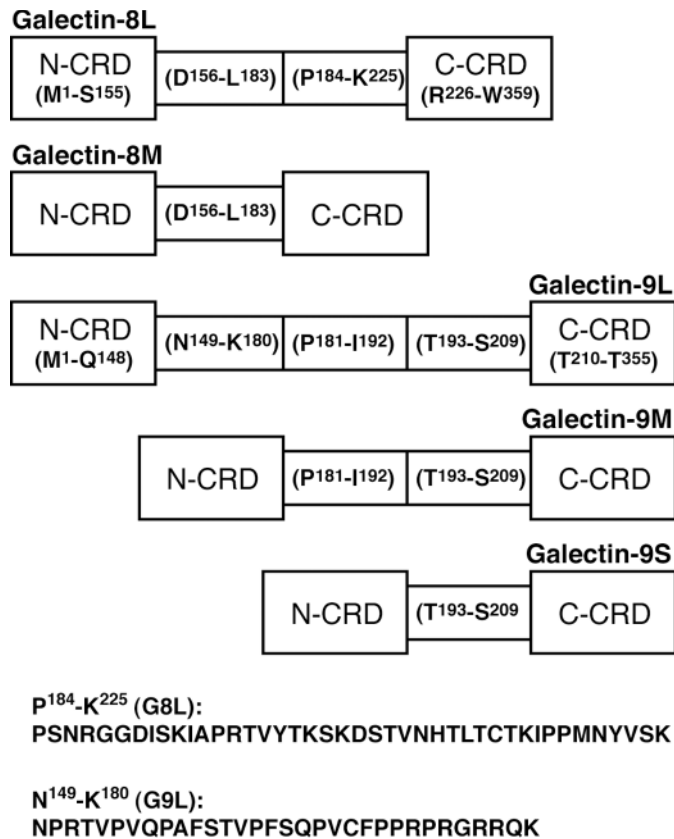 Galectin-8L
N-CRD (D¹⁵⁶-L¹⁸³) (P¹⁸⁴-K²²⁵) C-CRD
(M¹-S¹⁵⁵) (R²²⁶-W³⁵⁹)
Galectin-8M
N-CRD (D¹⁵⁶-L¹⁸³) C-CRD
Galectin-9L
N-CRD (N¹⁴⁹-K¹⁸⁰) (P¹⁸¹-I¹⁹²) (T¹⁹³-S²⁰⁹) C-CRD
(M¹-Q¹⁴⁸) (T²¹⁰-T³⁵⁵)
Galectin-9M
N-CRD (P¹⁸¹-I¹⁹²) (T¹⁹³-S²⁰⁹) C-CRD
Galectin-9S
N-CRD (T¹⁹³-S²⁰⁹ C-CRD
P¹⁸⁴-K²²⁵ (G8L):
PSNRGGDISKIAPRTVYTKSKDSTVNHTLTCTKIPPMNYVSK
N¹⁴⁹-K¹⁸⁰ (G9L):
NPRTVPVQPAFSTVPFSQPVCFPPRPRGRRQK